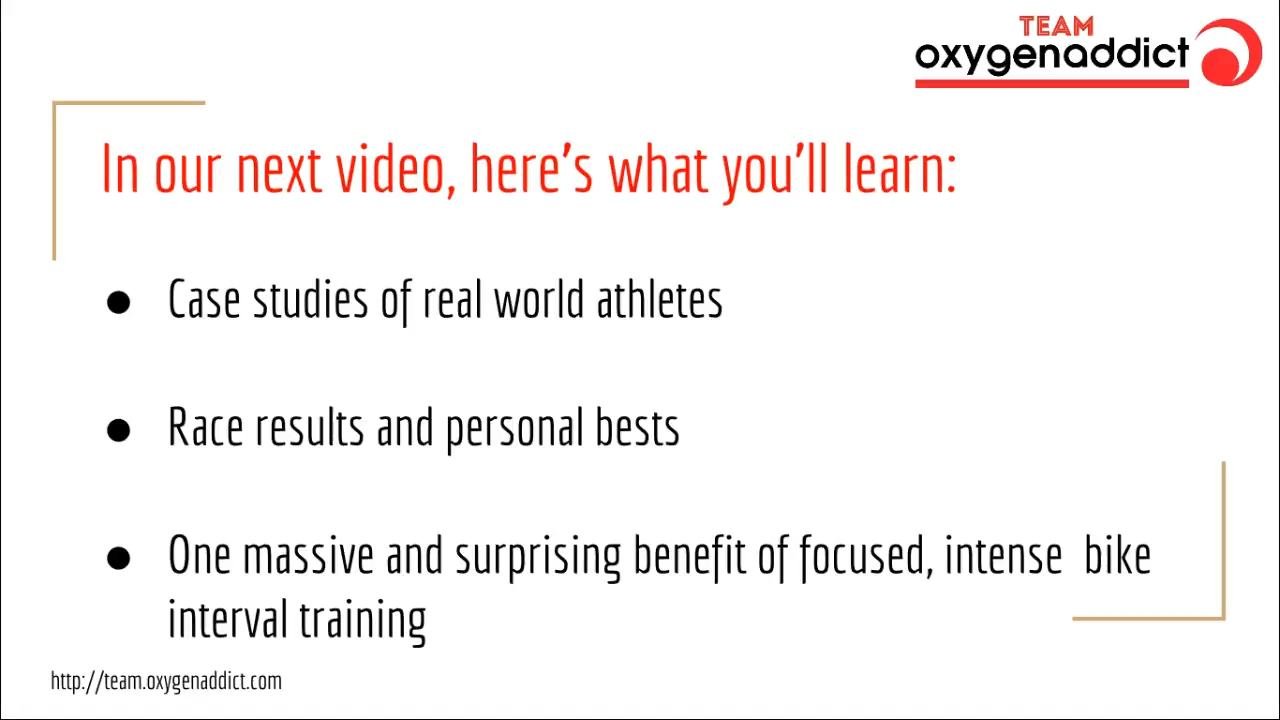 TEAM
oxygenaddict
In our next video, here's what you'll learn:
● Case studies of real world athletes
● Race results and personal bests
● One massive and surprising benefit of focused, intense  bike
interval training
http://team.oxygenaddict.com